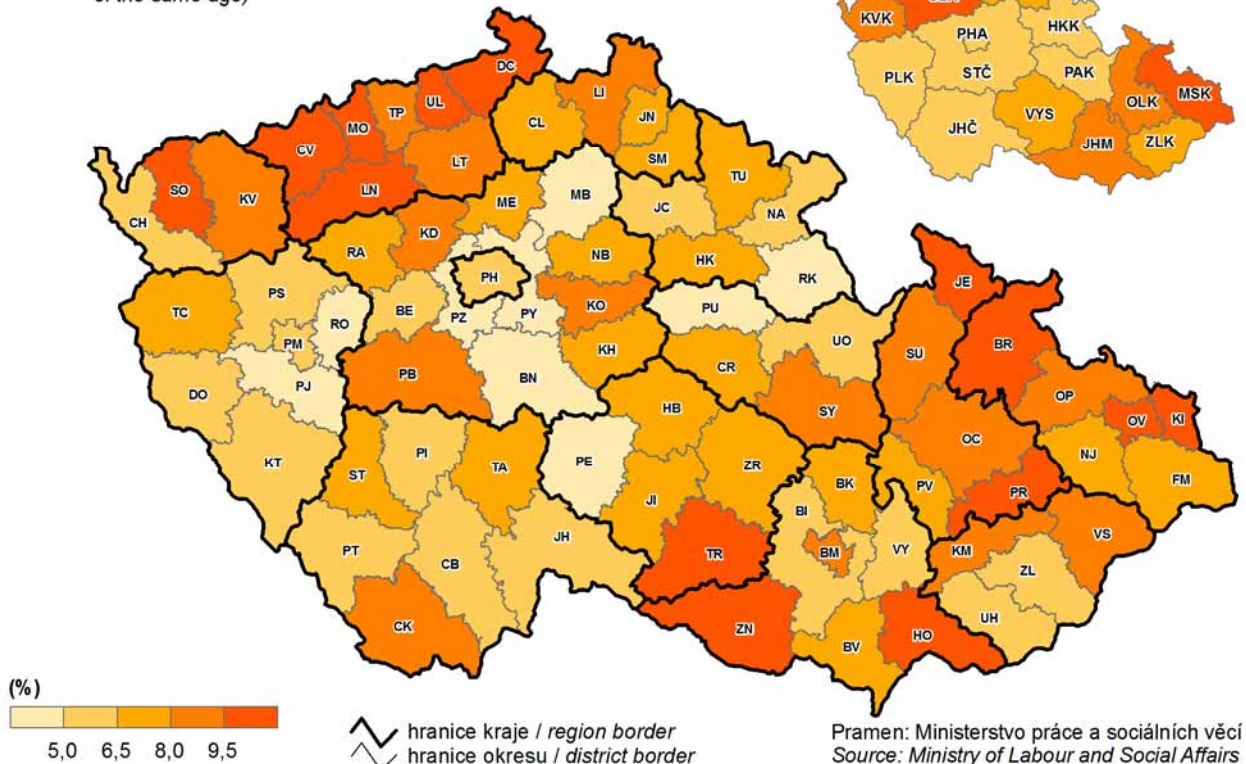 of the same age)
KVK
PHA
HKK
PLK
STČ
PAK
MSK
VYS
OLK
JHČ
JHM
ZLK
DC
UL
LI
TP
MO
CL
JN
CV
LT
SM
SO
LN
TU
KV
ME
MB
CH
JC
NA
KD
RA
NB
HK
PH
RK
JE
TC
PS
BE
KO
PU
RO
PZ
PY
PM
KH
UO
SU
BR
DO
PJ
PB
BN
CR
OP
HB
SY
OV
KI
KT
PI
OC
ST
TA
PE
ZR
NJ
JI
BK
PV
PR
FM
BI
JH
VS
PT
TR
BM
VY
KM
CB
ZL
CK
ZN
HO
UH
BV
(%)
5,0 6,5 8,0 9,5
hranice kraje / region border
hranice okresu / district border
Pramen: Ministerstvo práce a sociálních věcí
Source: Ministry of Labour and Social Affairs